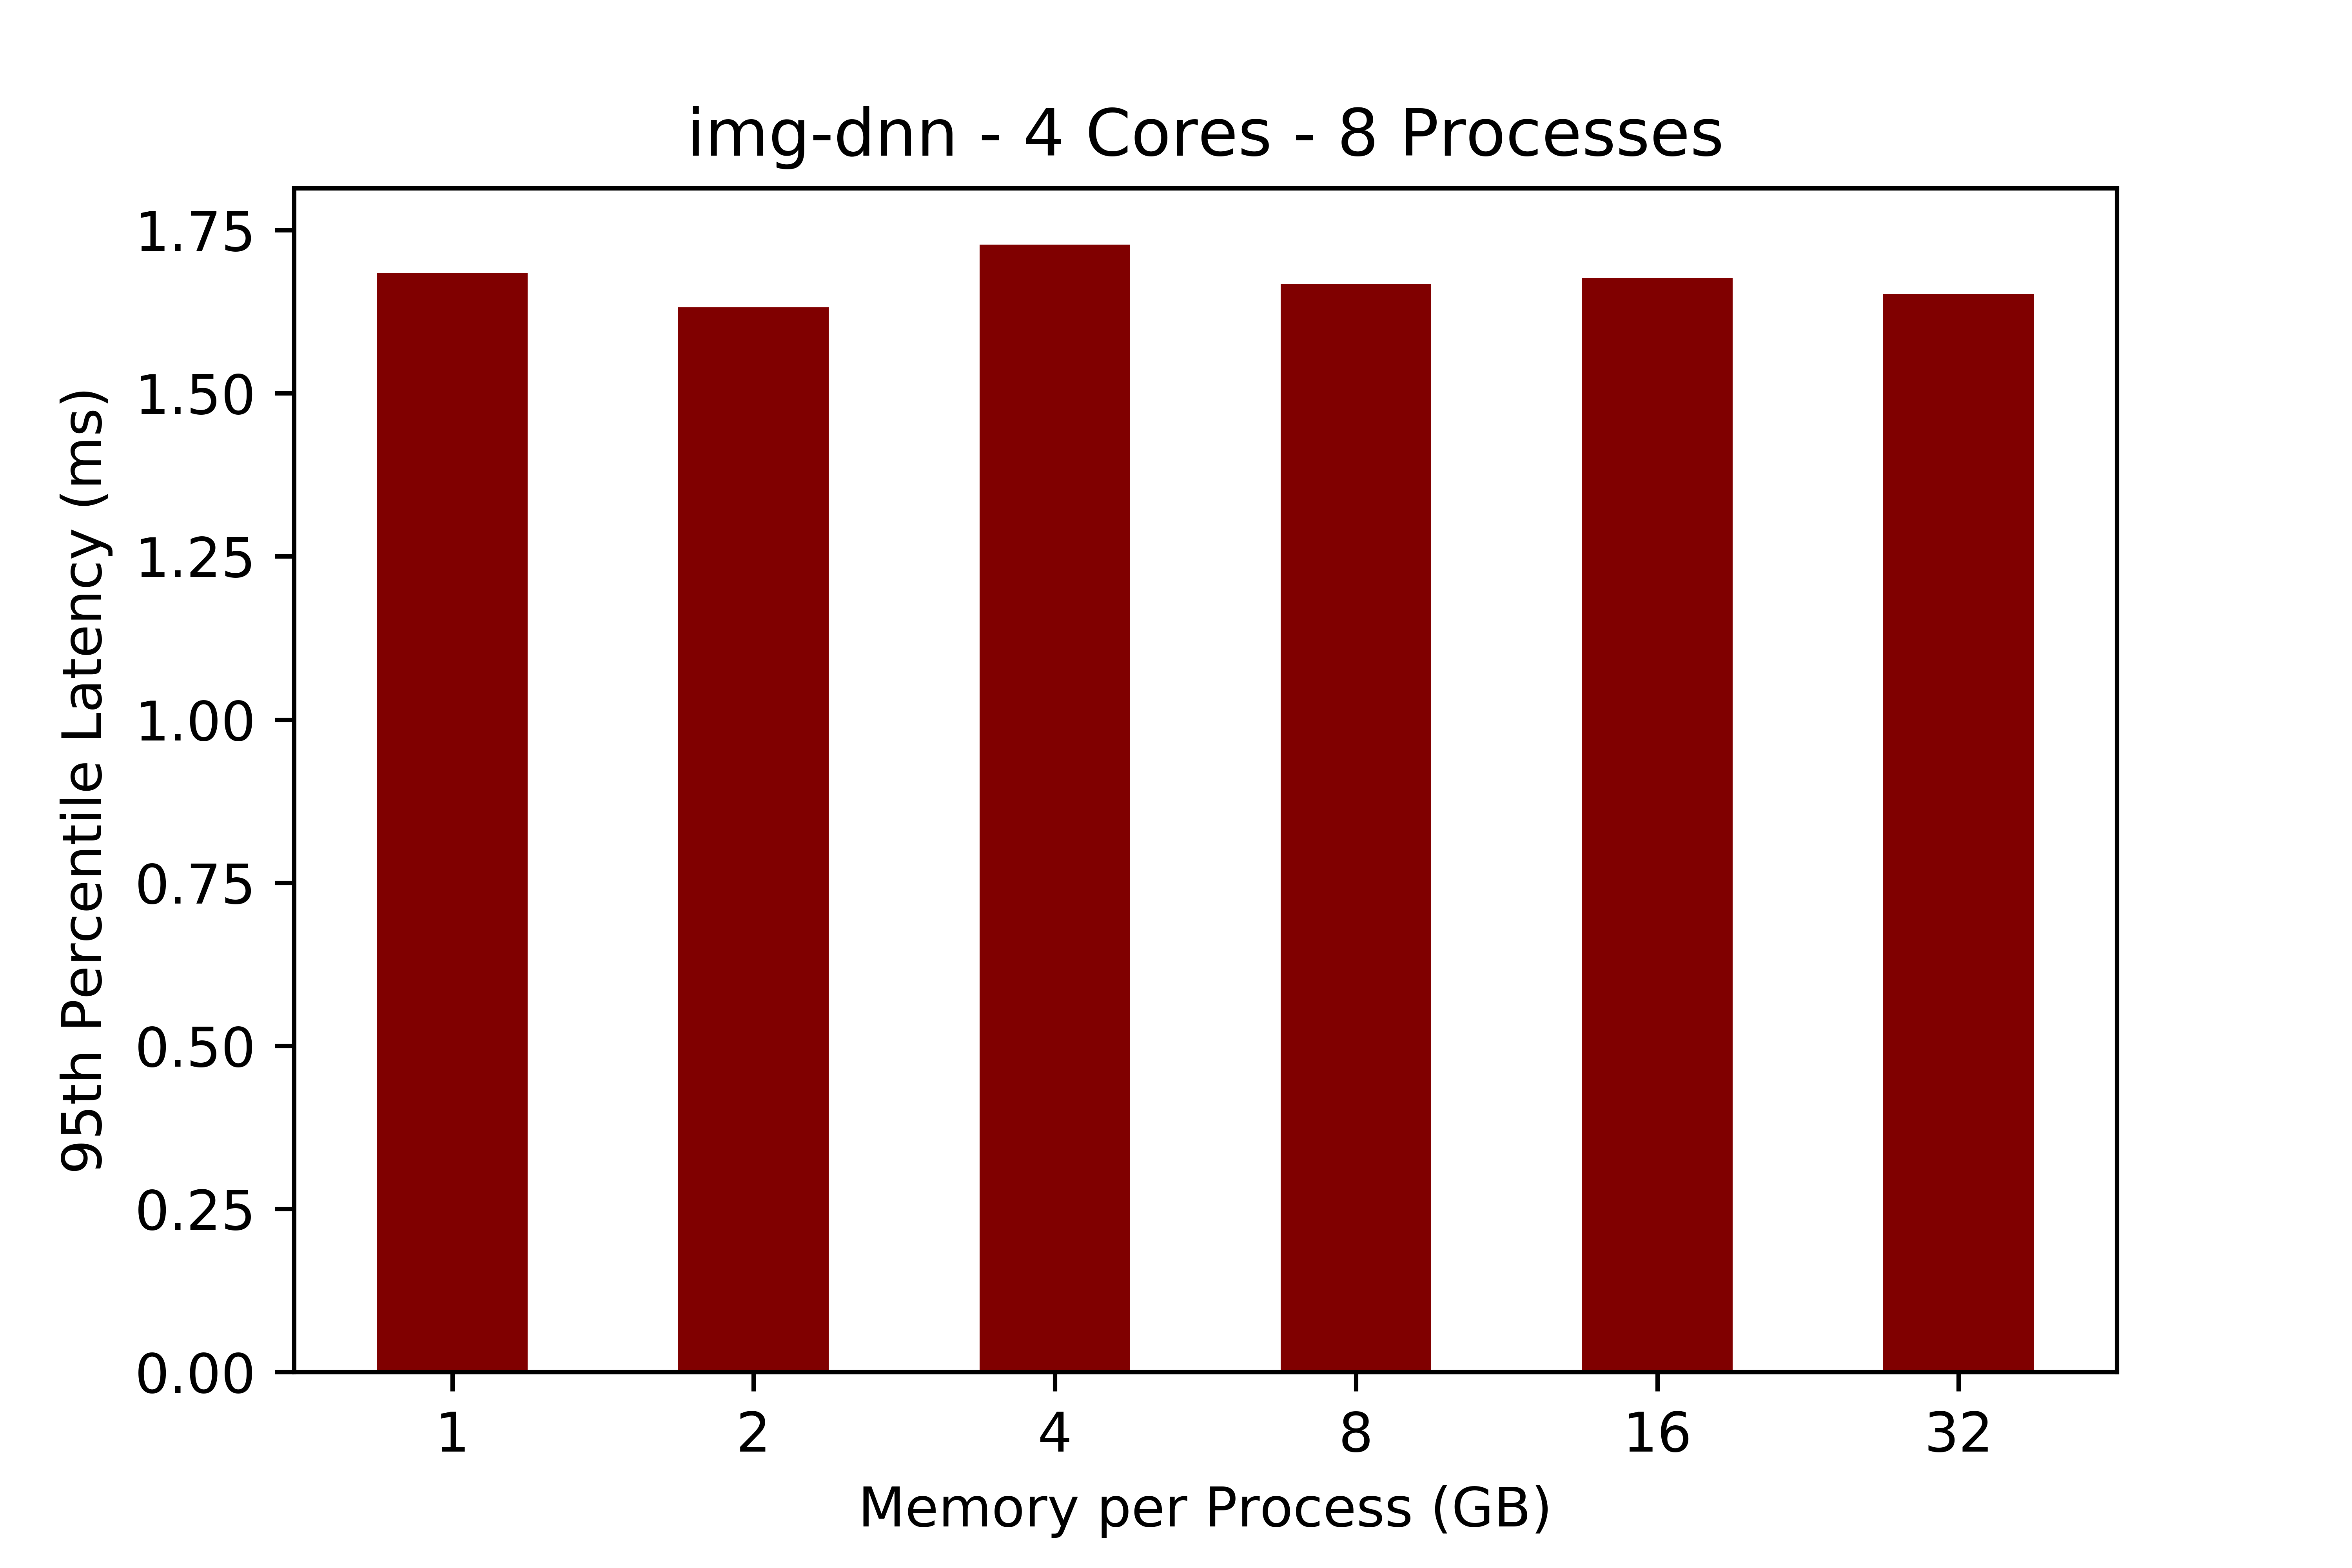 img-dnn - 4 Cores - 8 Processes
95th Percentile Latency (ms)
1.75
1.50
1.25
1.00
0.75
0.50
0.25
0.00
1 2 4 8 16 32
Memory per Process (GB)